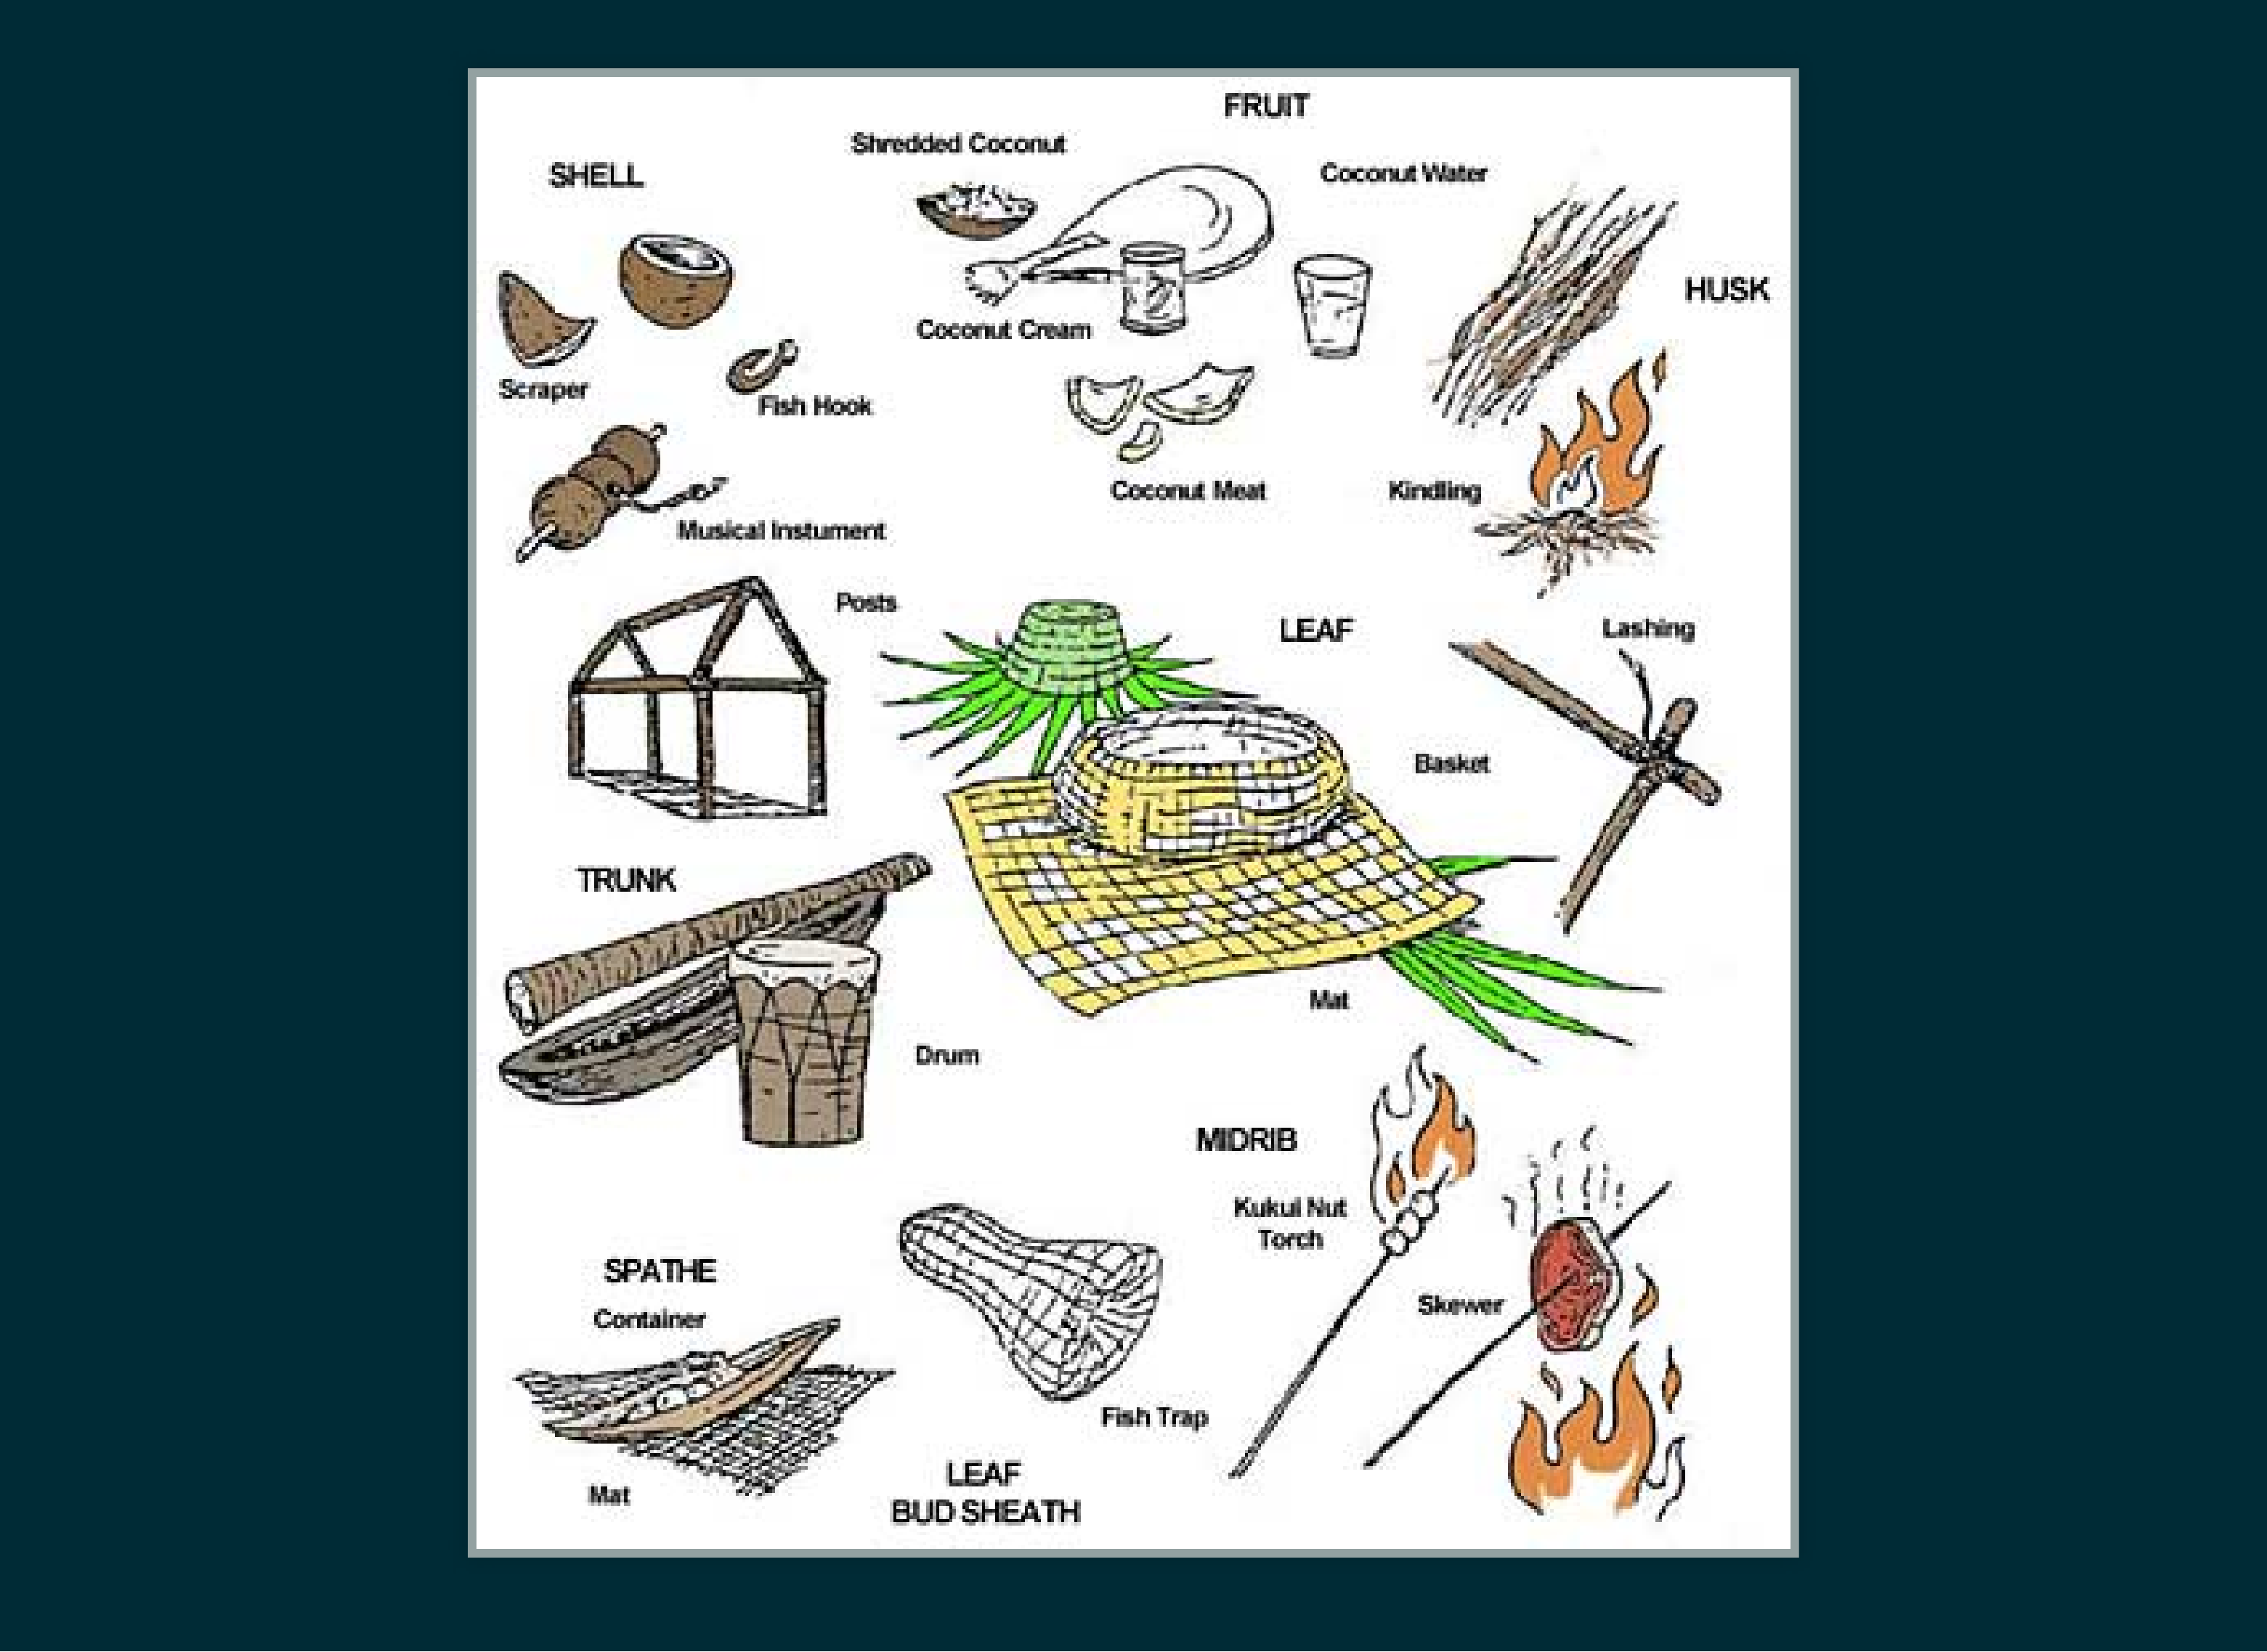 FRUIT
Shredded Coconut
SHELL
Coconut Water
HUSK
Coconut Cream
Scraper
Fish Hook
Coconut Meat
Kindling
Musical Instument
Posts
LEAF
Lashing
Basket
TRUNK
Mat
Drum
MIDRIB
Kukui Nut
Torch
SPATHE
Container
Skewer
Fish Trap
LEAF
BUD SHEATH
Mat